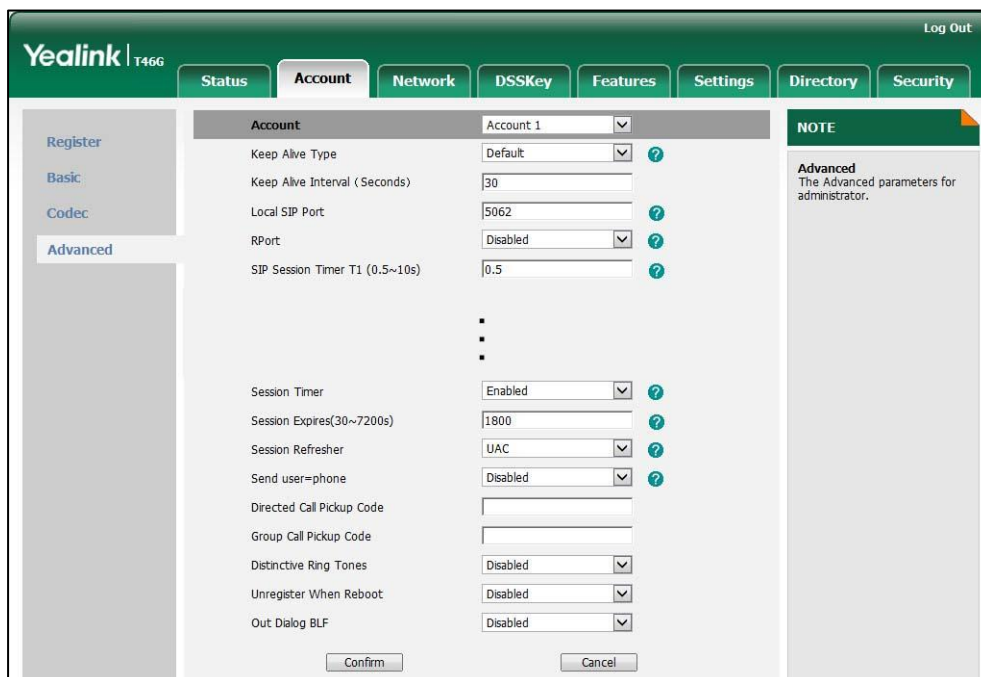 Log Out
Yealink T46G
Status Account Network DSSKey Features Settings Directory Security
Register
Basic
Codec
Advanced
Account Account 1
Keep Alive Type Default ?
Keep Alive Interval (Seconds) 30
Local SIP Port 5062 ?
RPort Disabled ?
SIP Session Timer T1 (0.5~10s) 0.5 ?
Session Timer Enabled ?
Session Expires(30~7200s) 1800 ?
Session Refresher UAC ?
Send user=phone Disabled ?
Directed Call Pickup Code
Group Call Pickup Code
Distinctive Ring Tones Disabled
Unregister When Reboot Disabled
Out Dialog BLF Disabled
Confirm Cancel
NOTE
Advanced
The Advanced parameters for
administrator.